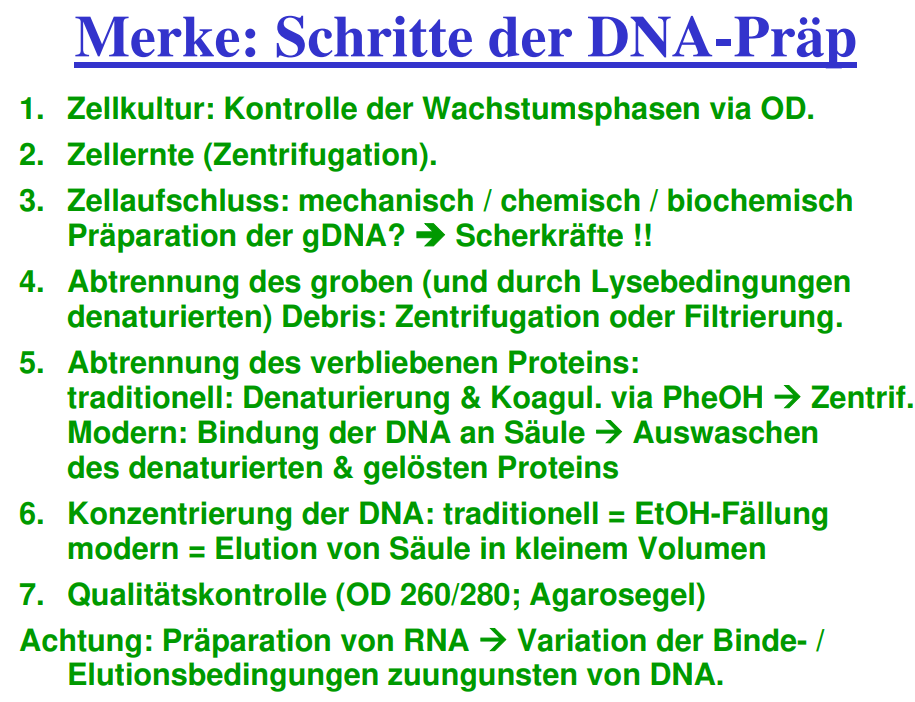 Merke: Schritte der DNA-Präp
1. Zellkultur: Kontrolle der Wachstumsphasen via OD.
2. Zellernte (Zentrifugation).
3. Zellaufschluss: mechanisch / chemisch / biochemisch
Präparation der gDNA? ➔ Scherkräfte !!
4. Abtrennung des groben (und durch Lysebedingungen
denaturierten) Debris: Zentrifugation oder Filtrierung.
5. Abtrennung des verbliebenen Proteins:
traditionell: Denaturierung & Koagul. via PheOH → Zentrif.
Modern: Bindung der DNA an Säule → Auswaschen
des denaturierten & gelösten Proteins
6. Konzentrierung der DNA: traditionell = EtOH-Fällung
modern = Elution von Säule in kleinem Volumen
7. Qualitätskontrolle (OD 260/280; Agarosegel)
Achtung: Präparation von RNA → Variation der Binde- /
Elutionsbedingungen zuungunsten von DNA.